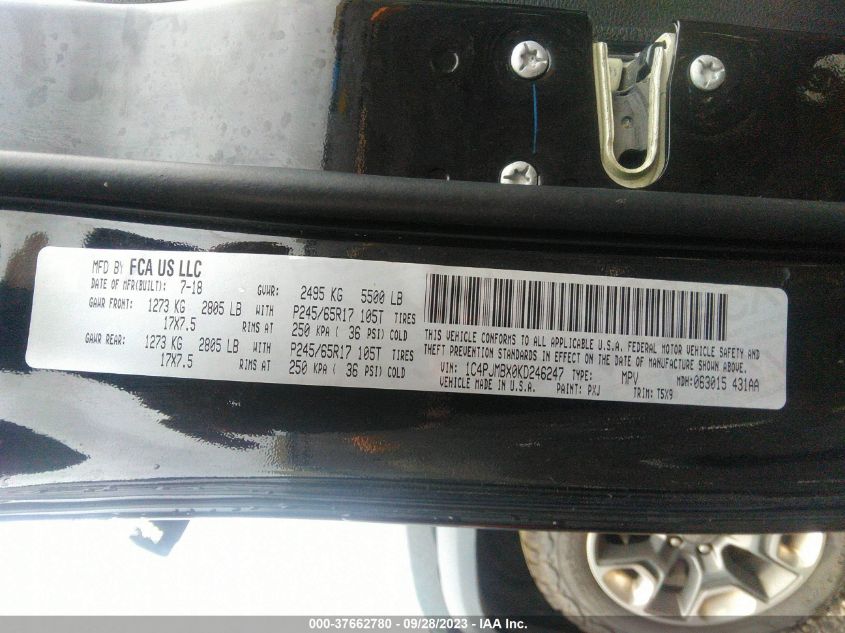 MFD BY FCA US LLC
DATE OF MFR(BUILT): 7-18 GVWR: 2495 KG 5500 LB
GAWR FRONT: 1273 KG 2805 LB WITH P245/65R17 105T TIRES
17X7.5 RIMS AT 250 KPA ( 36 PSI) COLD
GAWR REAR: 1273 KG 2805 LB WITH P245/65R17 105T TIRES
17X7.5 RIMS AT 250 KPA ( 36 PSI) COLD
THIS VEHICLE CONFORMS TO ALL APPLICABLE U.S.A. FEDERAL MOTOR VEHICLE SAFETY AND
THEFT PREVENTION STANDARDS IN EFFECT ON THE DATE OF MANUFACTURE SHOWN ABOVE.
VIN: 1C4PJMBX0KD246247 TYPE: MPV MDH:063015 431AA
VEHICLE MADE IN U.S.A. PAINT: PXJ TRIM: T5X9
000-37662780 - 09/28/2023 - IAA Inc.